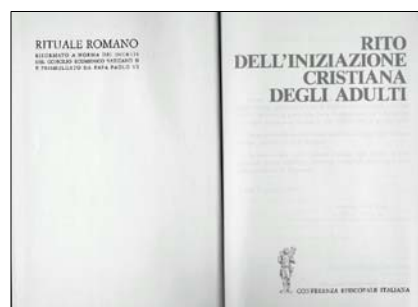 RITUALE ROMANO
RIFORMATO A NORMA DEI DECRETI
DEL CONCILIO ECUMENICO VATICANO II
E PROMULGATO DA PAPA PAOLO VI
RITO
DELL'INIZIAZIONE
CRISTIANA
DEGLI ADULTI
CONFERENZA EPISCOPALE ITALIANA